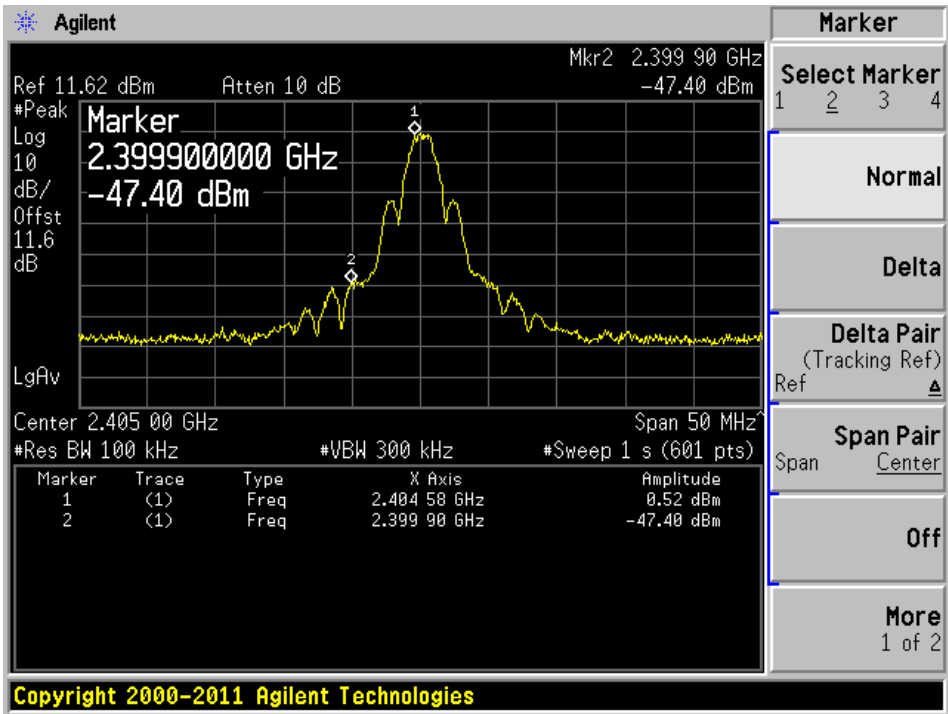 Agilent
Mkr2 2.399 90 GHz
Ref 11.62 dBm Atten 10 dB -47.40 dBm
#Peak
Log
10
dB/
Offst
11.6
dB
LgAv
Marker
2.399900000 GHz
-47.40 dBm
1
2
Center 2.405 00 GHz Span 50 MHz^
#Res BW 100 kHz #VBW 300 kHz #Sweep 1 s (601 pts)
Marker Trace Type X Axis Amplitude
1 (1) Freq 2.404 58 GHz 0.52 dBm
2 (1) Freq 2.399 90 GHz -47.40 dBm
Marker
Select Marker
1 2 3 4
Normal
Delta
Delta Pair
(Tracking Ref)
Ref Δ
Span Pair
Span Center
Off
More
1 of 2
Copyright 2000-2011 Agilent Technologies